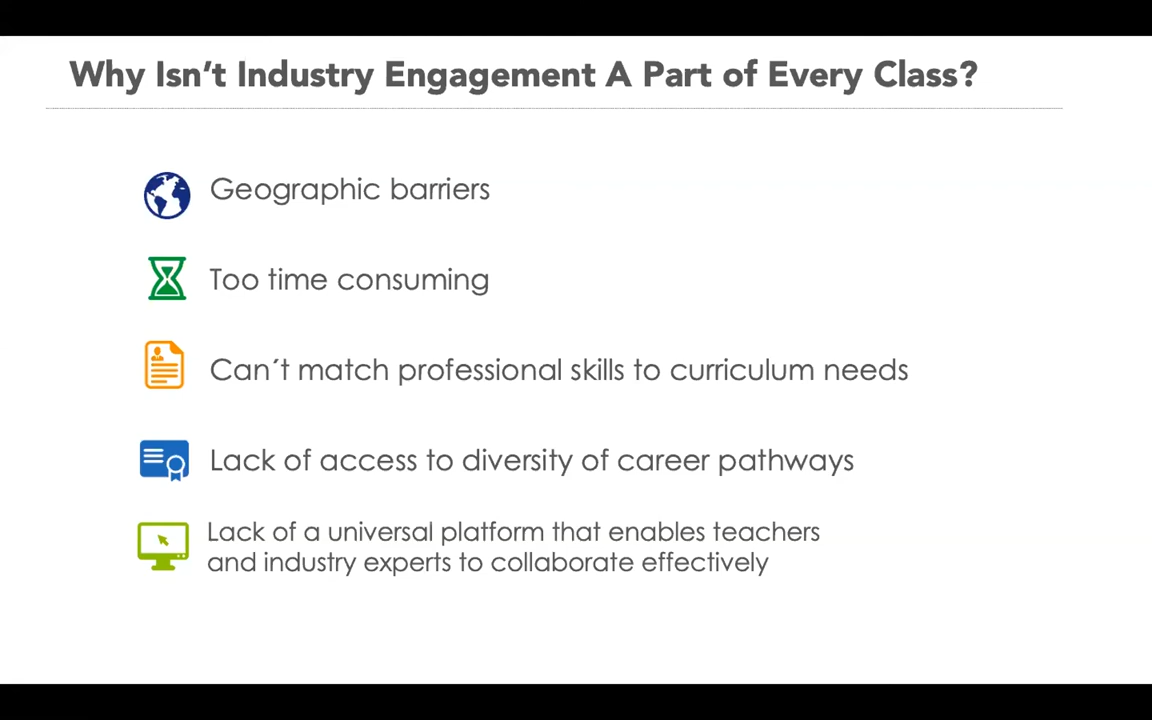 Why Isn’t Industry Engagement A Part of Every Class?
Geographic barriers
Too time consuming
Can´t match professional skills to curriculum needs
Lack of access to diversity of career pathways
Lack of a universal platform that enables teachers
and industry experts to collaborate effectively